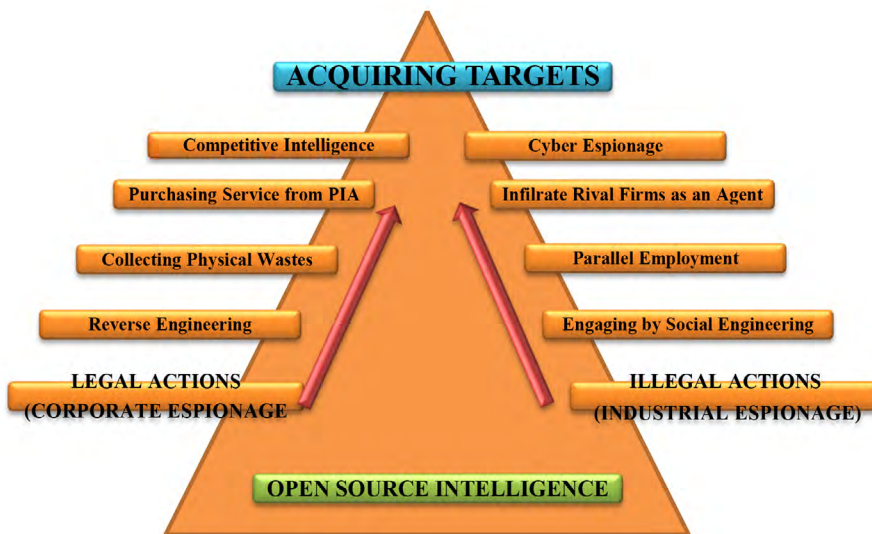 ACQUIRING TARGETS
Competitive Intelligence
Cyber Espionage
Purchasing Service from PIA
Infilrate Rival Firms as an Agent
Collecting Physical Wastes
Parallel Employment
Reverse Engineering
Engaging by Social Engineering
LEGAL ACTIONS
(CORPORATE ESPIONAGE
ILLEGAL ACTIONS
(INDUSTRIAL ESPIONAGE)
OPEN SOURCE INTELLIGENCE